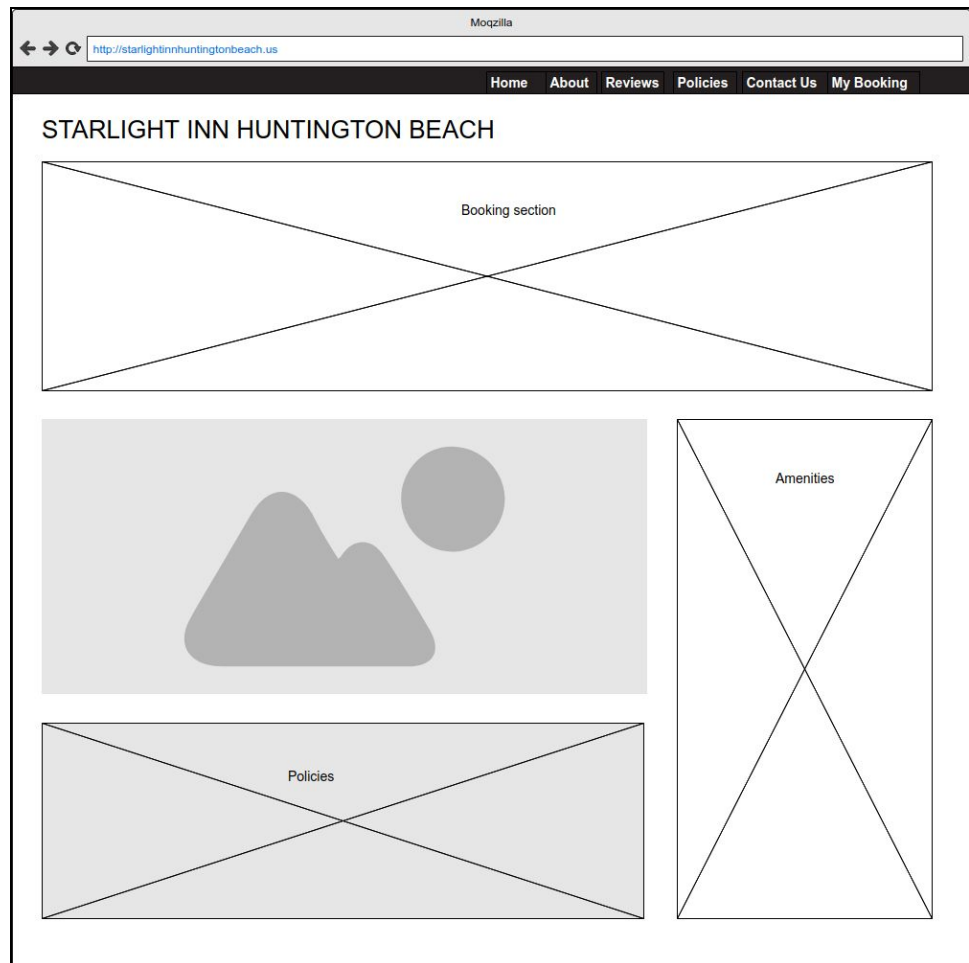 Moqzilla
http://starlightinnhuntingtonbeach.us
Home About Reviews Policies Contact Us My Booking
STARLIGHT INN HUNTINGTON BEACH
Booking section
Amenities
Policies